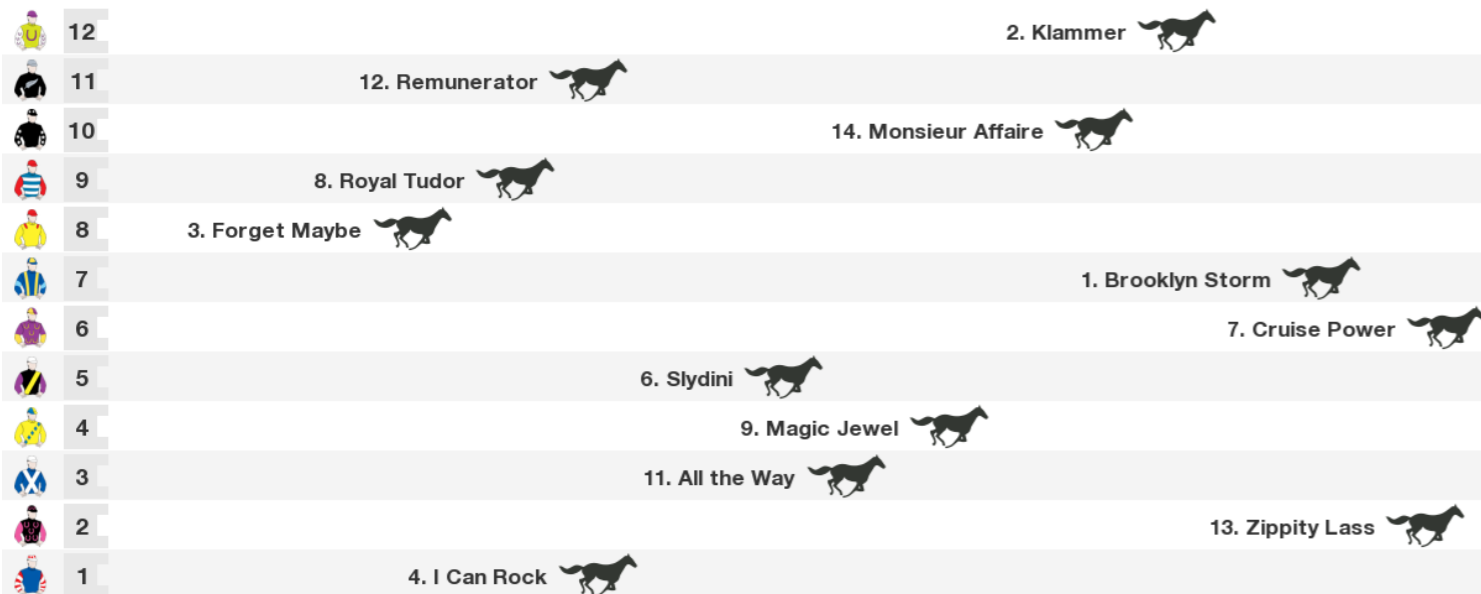 12 2. Klammer
11 12. Remunerator
10 14. Monsieur Affaire
9 8. Royal Tudor
8 3. Forget Maybe
7 1. Brooklyn Storm
6 7. Cruise Power
5 6. Slydini
4 9. Magic Jewel
3 11. All the Way
2 13. Zippity Lass
1 4. I Can Rock